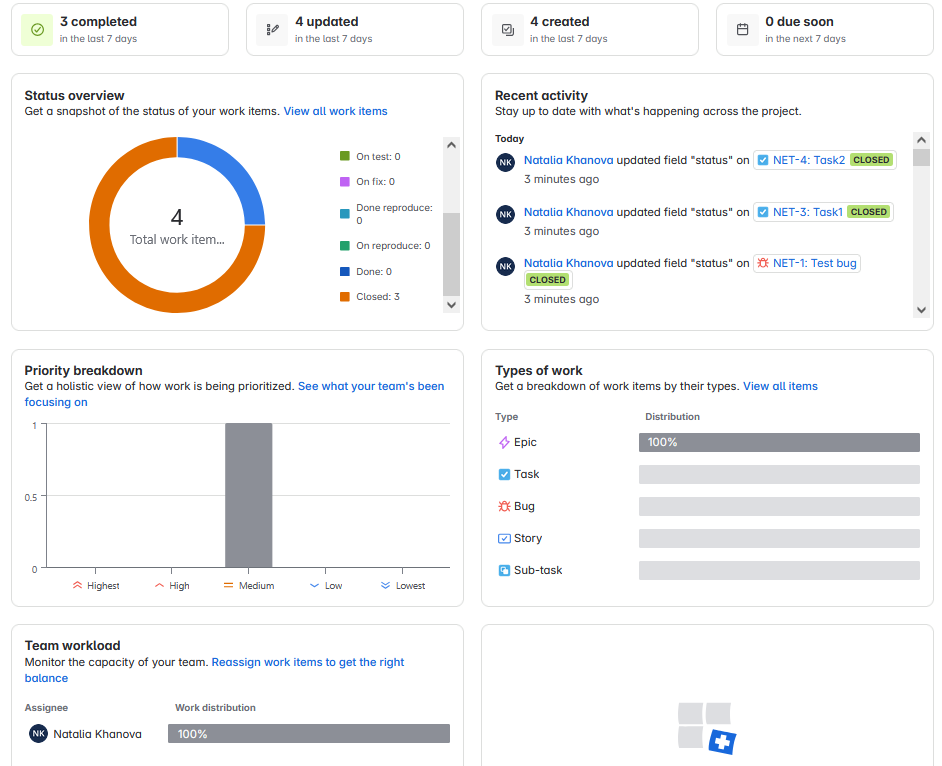 3 completed
in the last 7 days
4 updated
in the last 7 days
4 created
in the last 7 days
0 due soon
in the next 7 days
Status overview
Get a snapshot of the status of your work items. View all work items
4
Total work item...
On test: 0
On fix: 0
Done reproduce:
0
On reproduce: 0
Done: 0
Closed: 3
Recent activity
Stay up to date with what's happening across the project.
Today
NK Natalia Khanova updated field "status" on NET-4: Task2 CLOSED
3 minutes ago
NK Natalia Khanova updated field "status" on NET-3: Task1 CLOSED
3 minutes ago
NK Natalia Khanova updated field "status" on NET-1: Test bug
CLOSED
3 minutes ago
Priority breakdown
Get a holistic view of how work is being prioritized. See what your team's been
focusing on
1
0.5
0
Highest High Medium Low Lowest
Types of work
Get a breakdown of work items by their types. View all items
Type Distribution
Epic 100%
Task
Bug
Story
Sub-task
Team workload
Monitor the capacity of your team. Reassign work items to get the right
balance
Assignee Work distribution
NK Natalia Khanova 100%